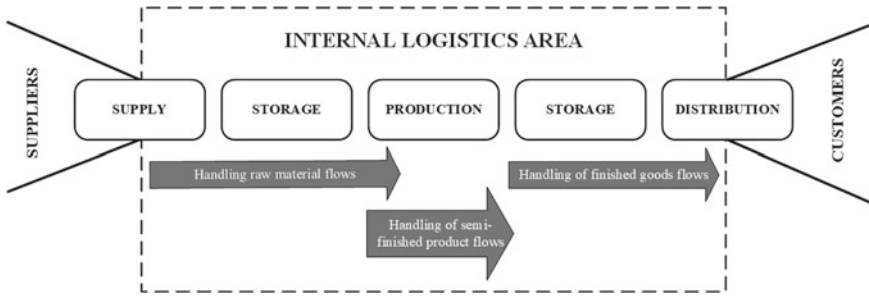 INTERNAL LOGISTICS AREA
SUPPLIERS
SUPPLY
STORAGE
PRODUCTION
STORAGE
DISTRIBUTION
CUSTOMERS
Handling raw material flows
Handling of finished goods flows
Handling of semi-
finished product flows